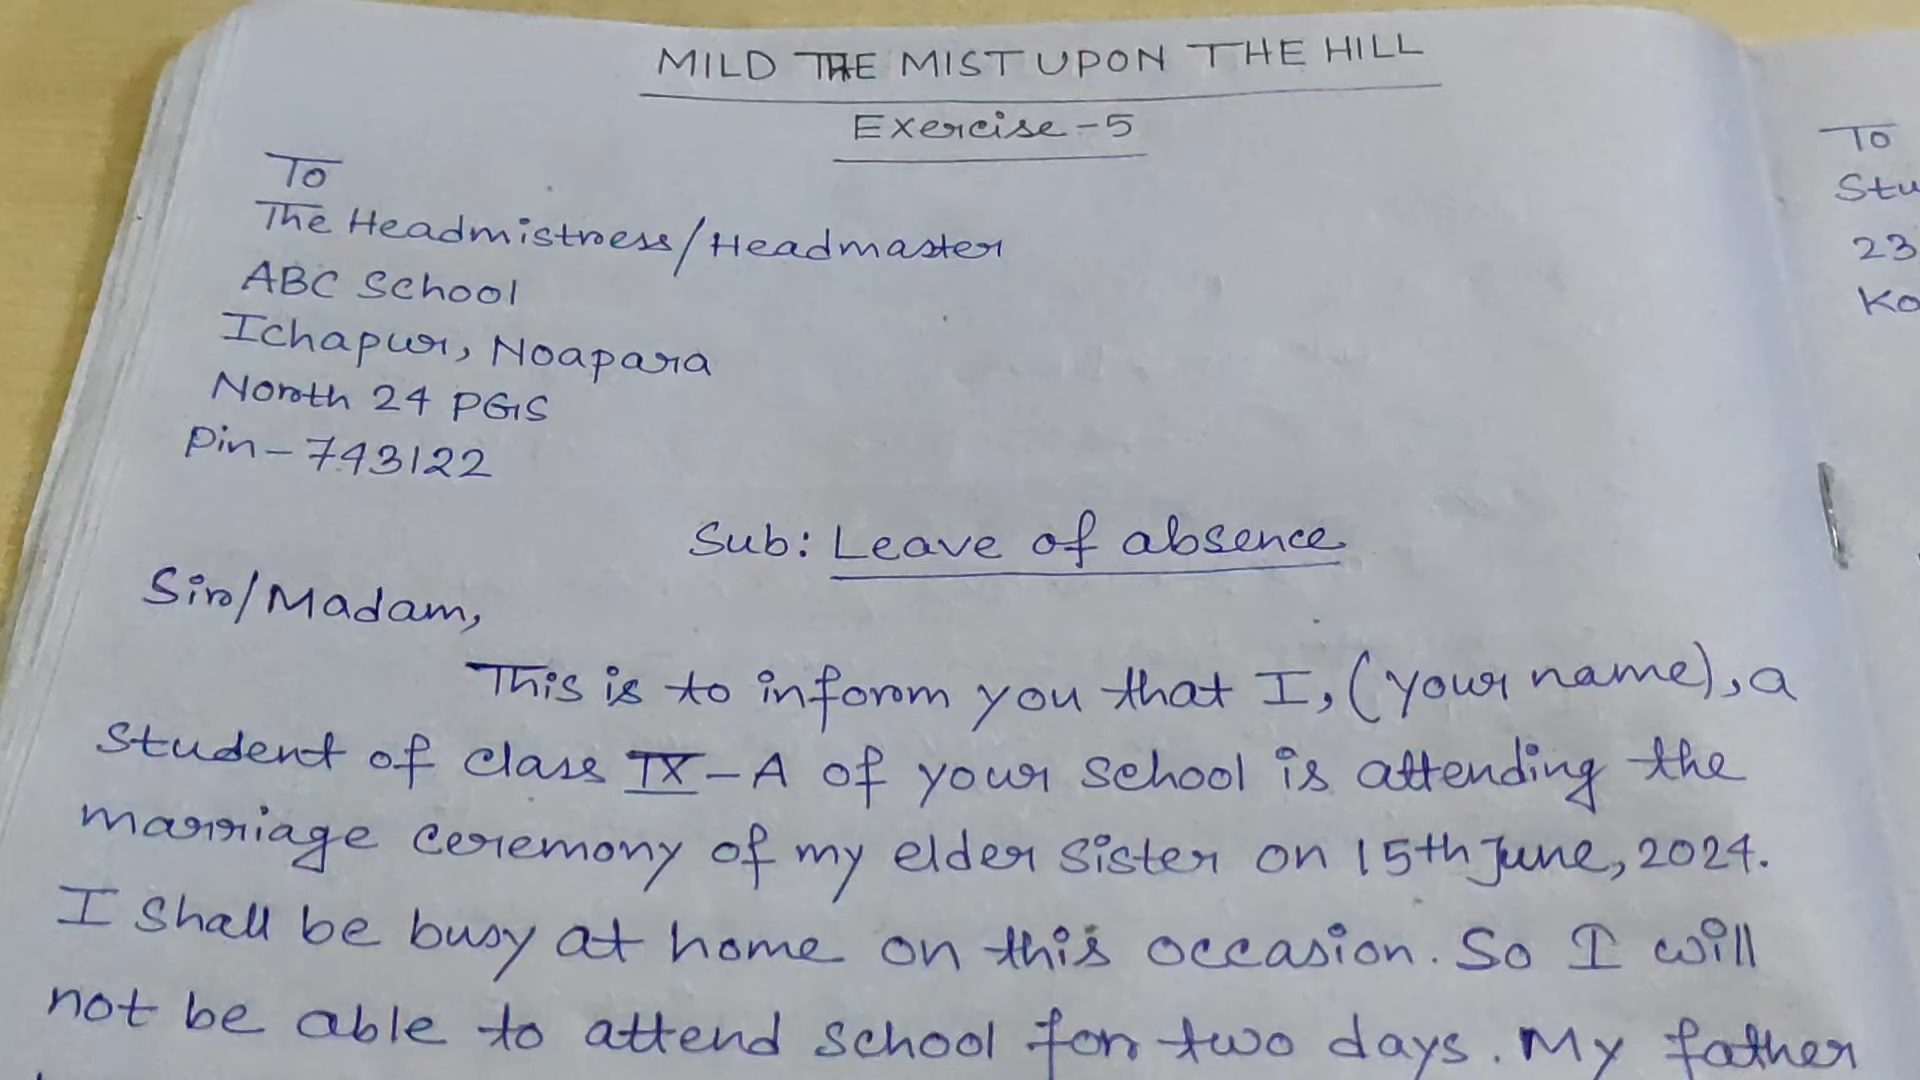 MILD THE MIST UPON THE HILL
Exercise-5
To
The Headmistress/Headmaster
ABC School
Ichapur, Noapara
North 24 PGS
Pin-743122
Sub: Leave of absence
Sir/Madam,
This is to inform you that I, (your name), a
student of class IX-A of your school is attending the
marriage ceremony of my elder sister on 15th June, 2024.
I shall be busy at home on this occasion. So I will
not be able to attend school for two days. My father
To
Stu
23
Ko